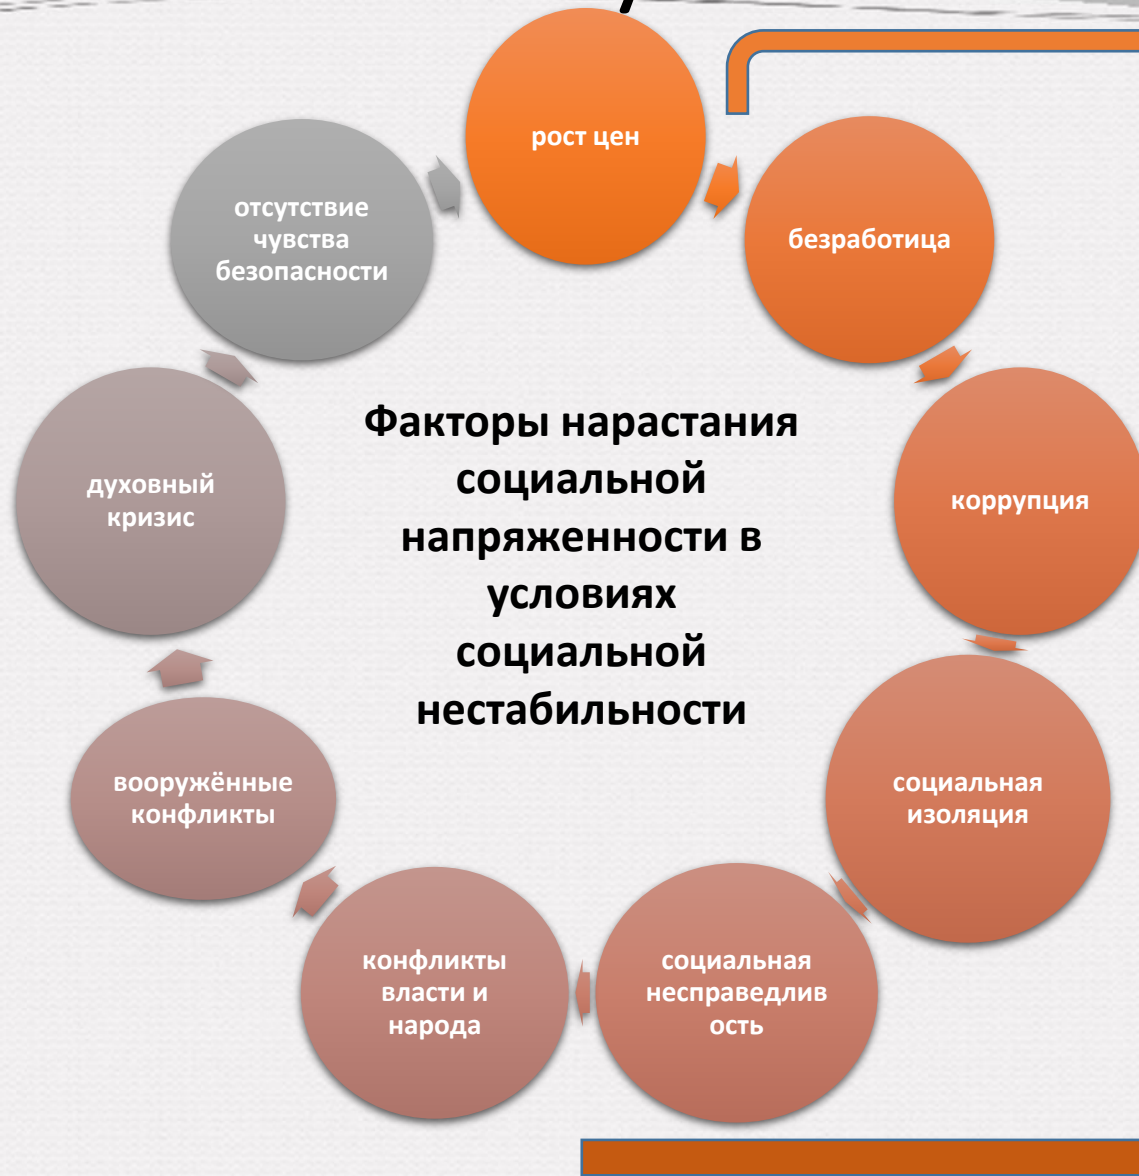 рост цен
безработица
коррупция
социальная
изоляция
социальная
несправедлив
ость
конфликты
власти и
народа
вооружённые
конфликты
духовный
кризис
отсутствие
чувства
безопасности
Факторы нарастания
социальной
напряженности в
условиях
социальной
нестабильности